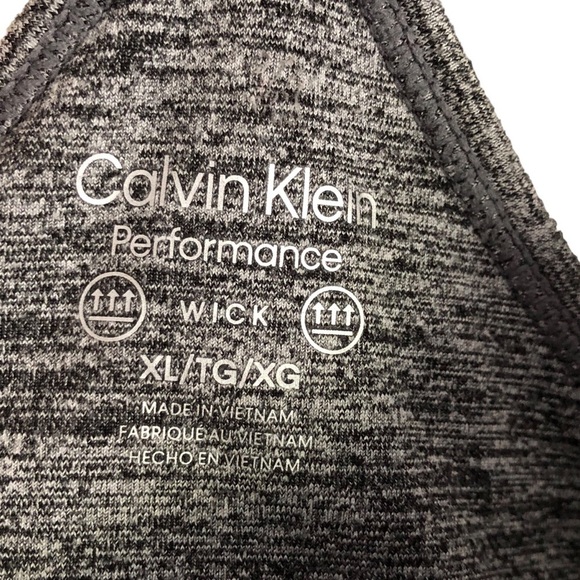 Calvin Klein
Performance
WICK
XL/TG/XG
MADE IN VIETNAM
FABRIQUÉ AU VIETNAM
HECHO EN VIETNAM